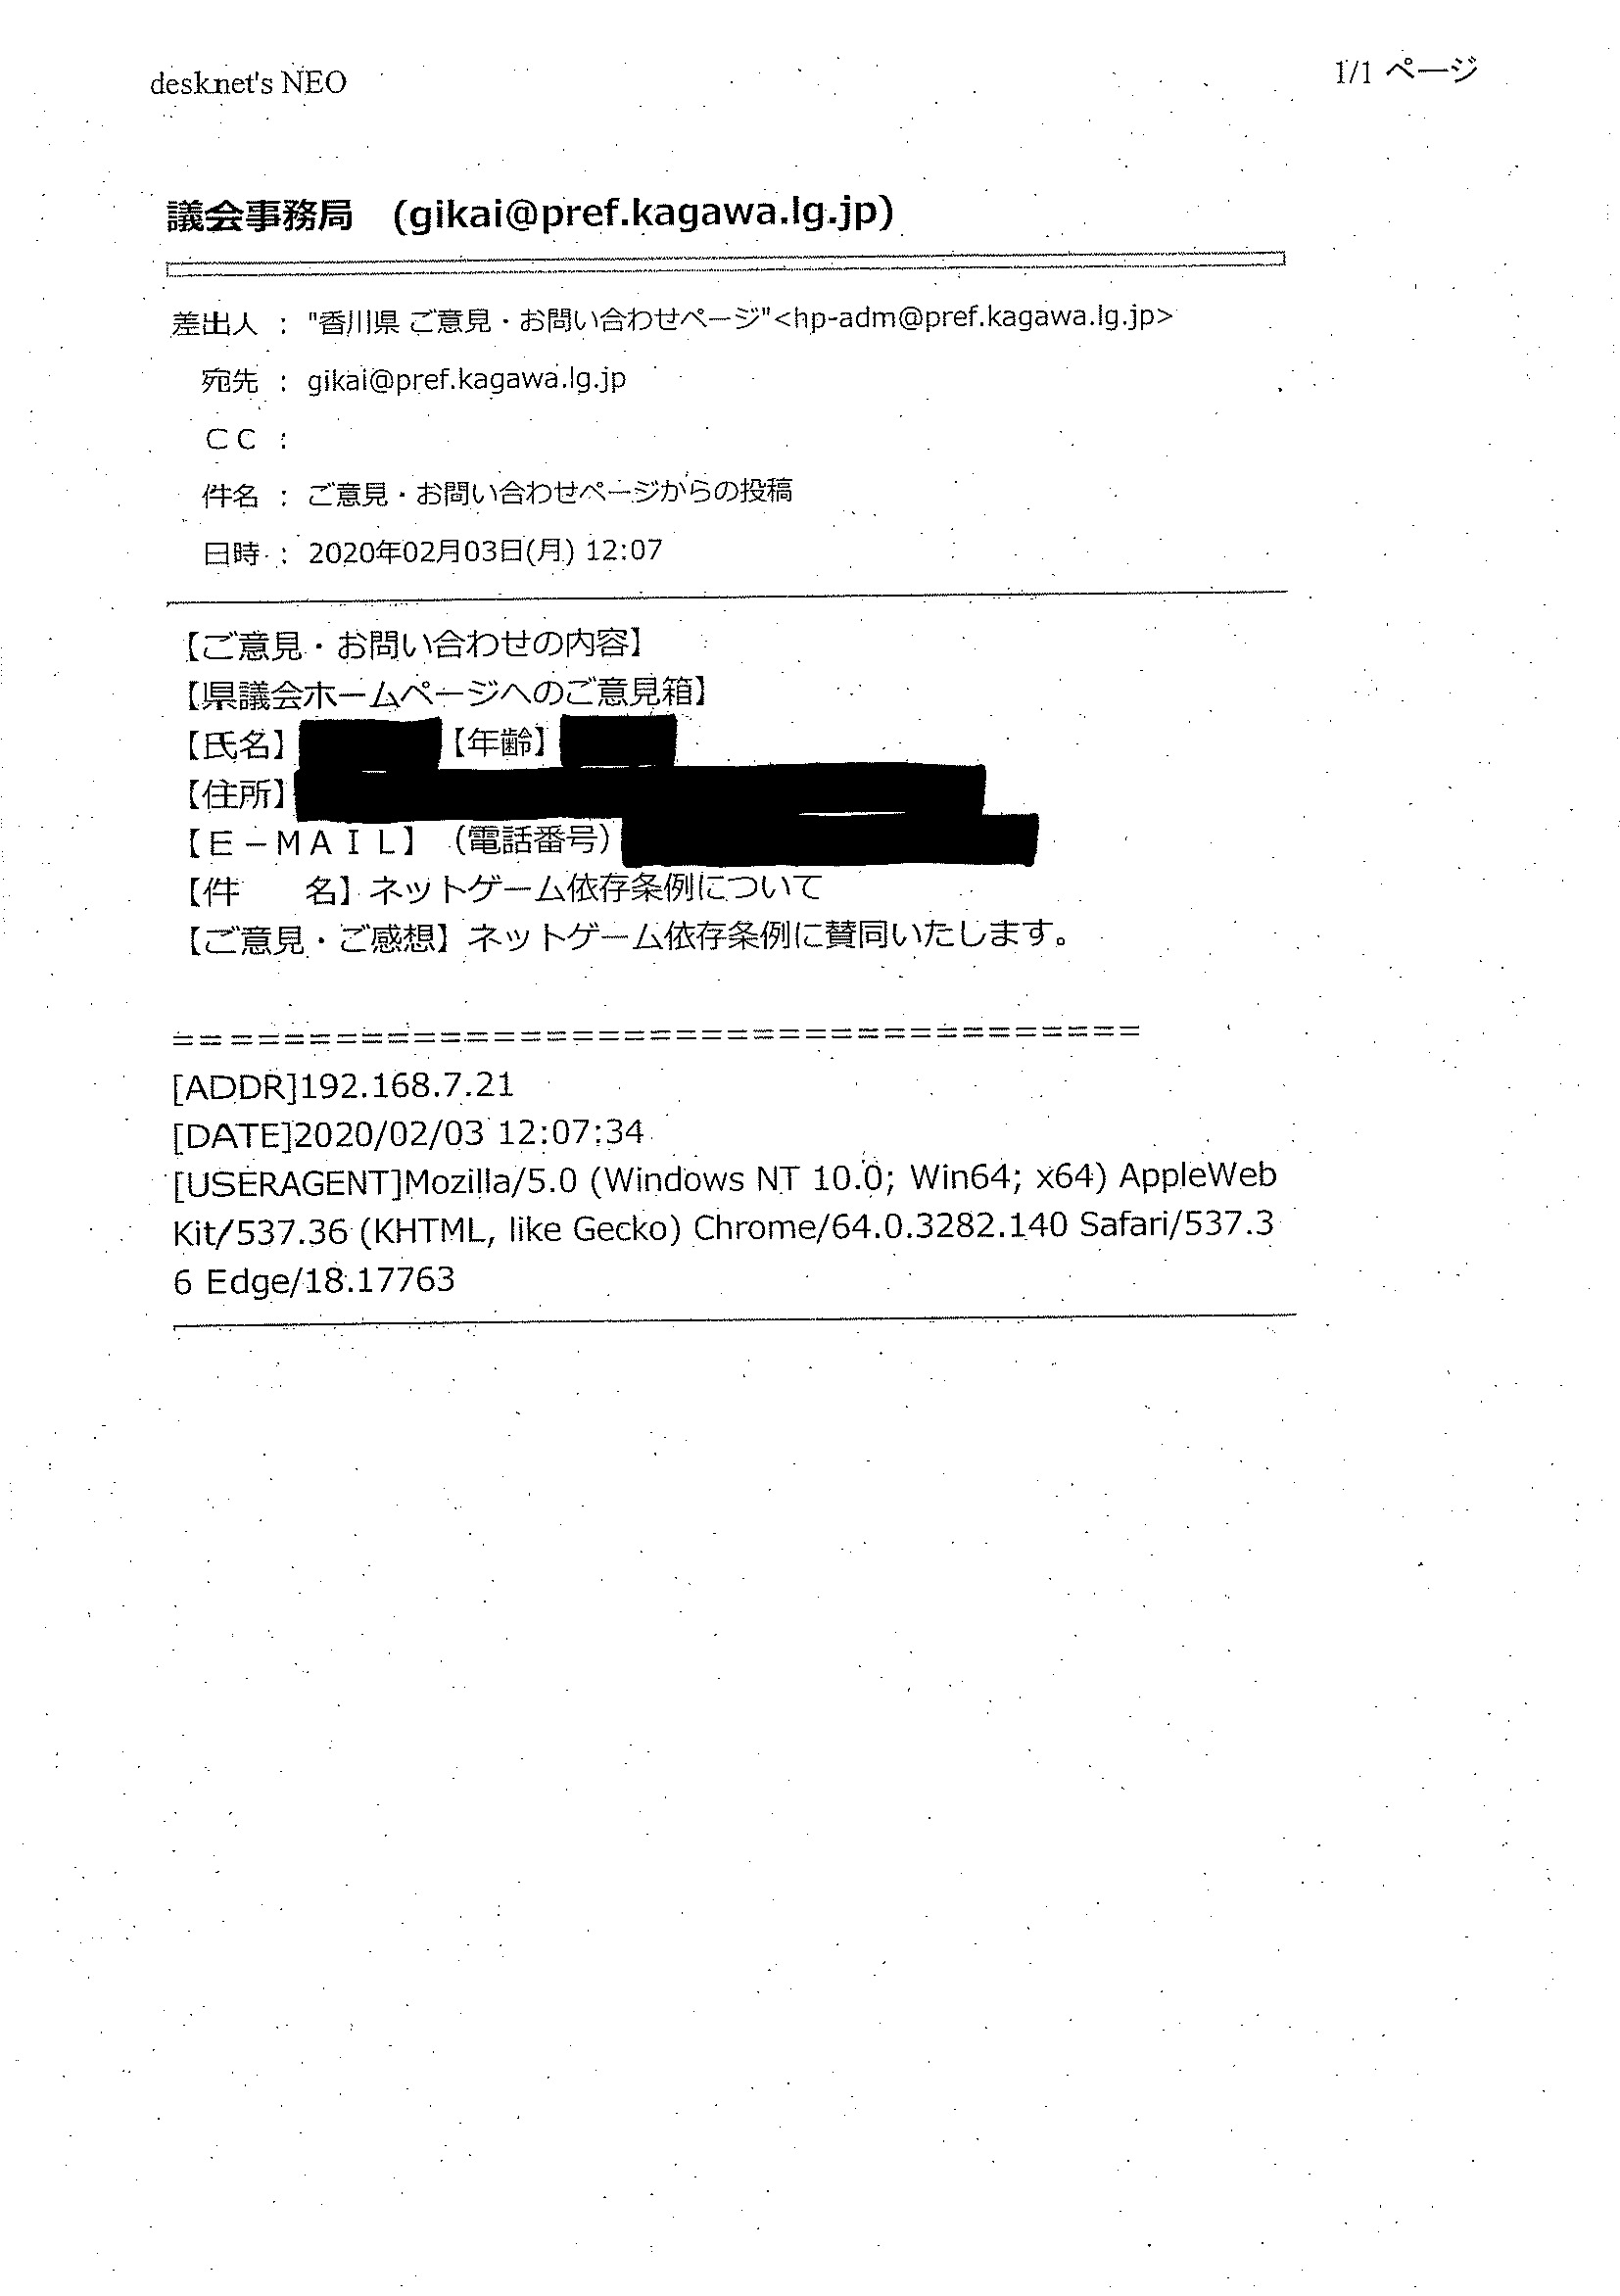 desknet's NEO
1/1 ページ
議会事務局　(gikai@pref.kagawa.lg.jp)
差出人 : "香川県 ご意見・お問い合わせページ"<hp-adm@pref.kagawa.lg.jp>
宛先 : gikai@pref.kagawa.lg.jp
ＣＣ :
件名 : ご意見・お問い合わせページからの投稿
日時 : 2020年02月03日(月) 12:07
【ご意見・お問い合わせの内容】
【県議会ホームページへのご意見箱】
【氏名】 【年齢】
【住所】
【Ｅ－ＭＡＩＬ】（電話番号）
【件　　名】ネットゲーム依存条例について
【ご意見・ご感想】ネットゲーム依存条例に賛同いたします。
=====================================
[ADDR]192.168.7.21
[DATE]2020/02/03 12:07:34
[USERAGENT]Mozilla/5.0 (Windows NT 10.0; Win64; x64) AppleWeb
Kit/537.36 (KHTML, like Gecko) Chrome/64.0.3282.140 Safari/537.3
6 Edge/18.17763